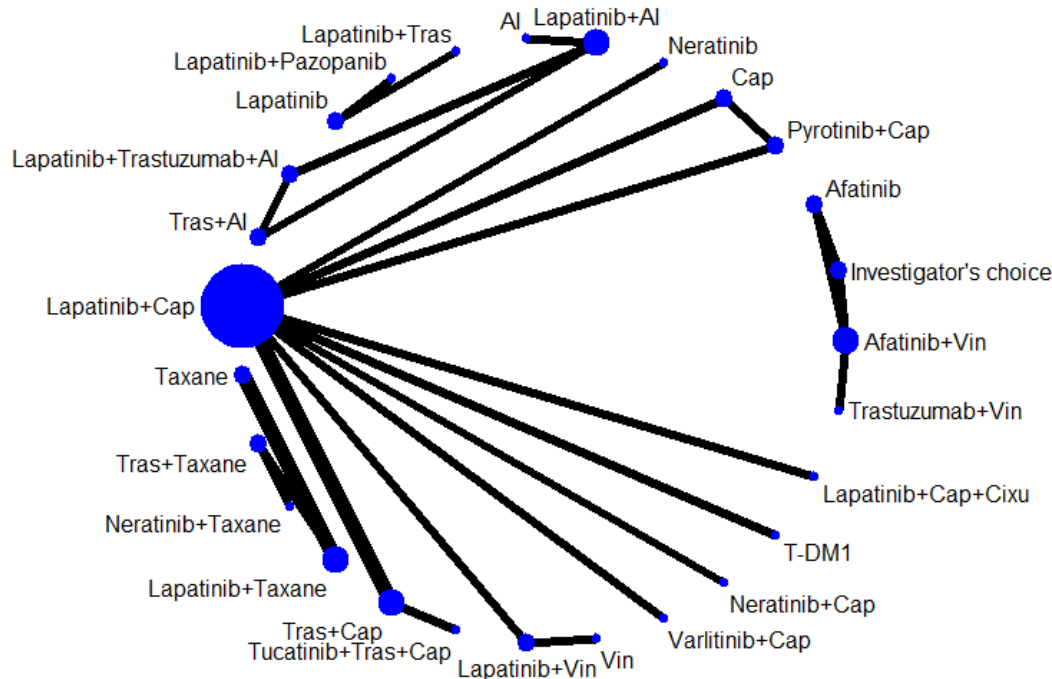 AI
Lapatinib+AI
Lapatinib+Tras
Neratinib
Lapatinib+Pazopanib
Cap
Lapatinib
Pyrotinib+Cap
Lapatinib+Trastuzumab+AI
Afatinib
Tras+AI
Investigator's choice
Lapatinib+Cap
Afatinib+Vin
Taxane
Trastuzumab+Vin
Tras+Taxane
Lapatinib+Cap+Cixu
Neratinib+Taxane
T-DM1
Lapatinib+Taxane
Neratinib+Cap
Tras+Cap
Varlitinib+Cap
Tucatinib+Tras+Cap
Lapatinib+Vin
Vin